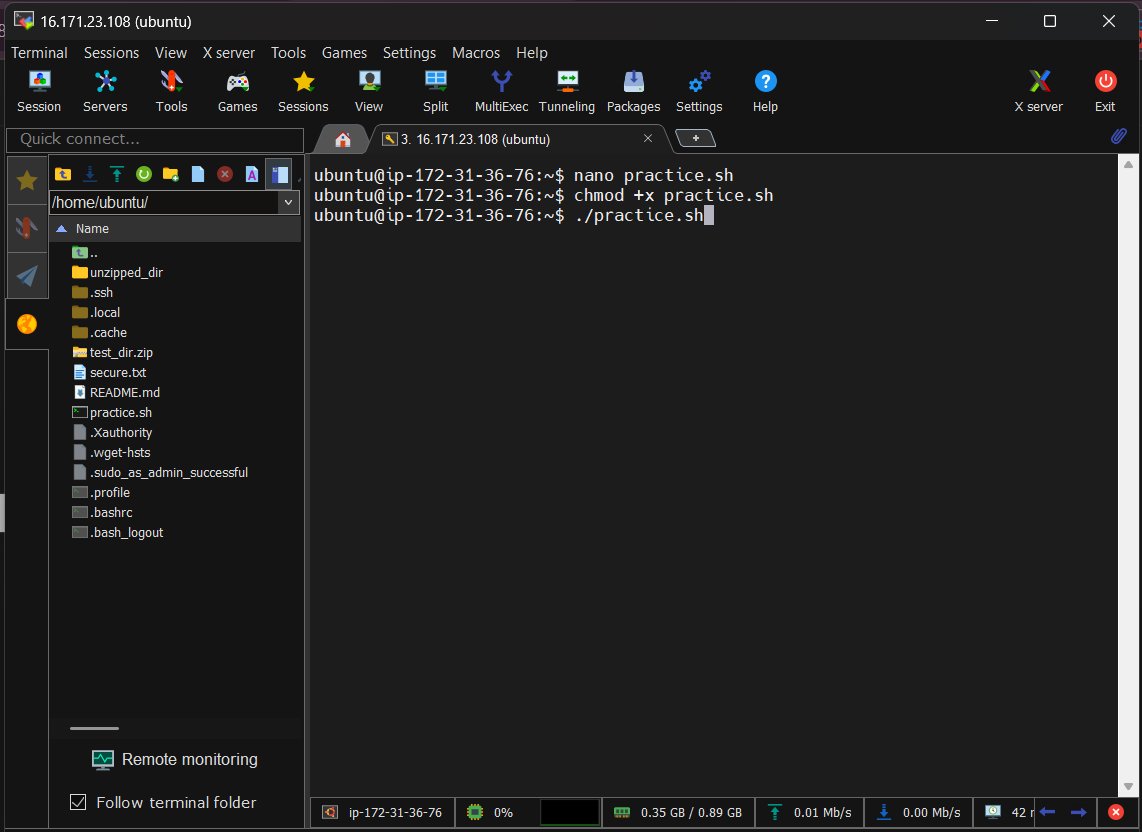 16.171.23.108 (ubuntu)
Terminal Sessions View X server Tools Games Settings Macros Help
Session Servers Tools Games Sessions View Split MultiExec Tunneling Packages Settings Help X server Exit
Quick connect...
3. 16.171.23.108 (ubuntu)
/home/ubuntu/
Name
..
unzipped_dir
.ssh
.local
.cache
test_dir.zip
secure.txt
README.md
practice.sh
.Xauthority
.wget-hsts
.sudo_as_admin_successful
.profile
.bashrc
.bash_logout
Remote monitoring
Follow terminal folder
ubuntu@ip-172-31-36-76:~$ nano practice.sh
ubuntu@ip-172-31-36-76:~$ chmod +x practice.sh
ubuntu@ip-172-31-36-76:~$ ./practice.sh
ip-172-31-36-76 0% 0.35 GB / 0.89 GB 0.01 Mb/s 0.00 Mb/s 42